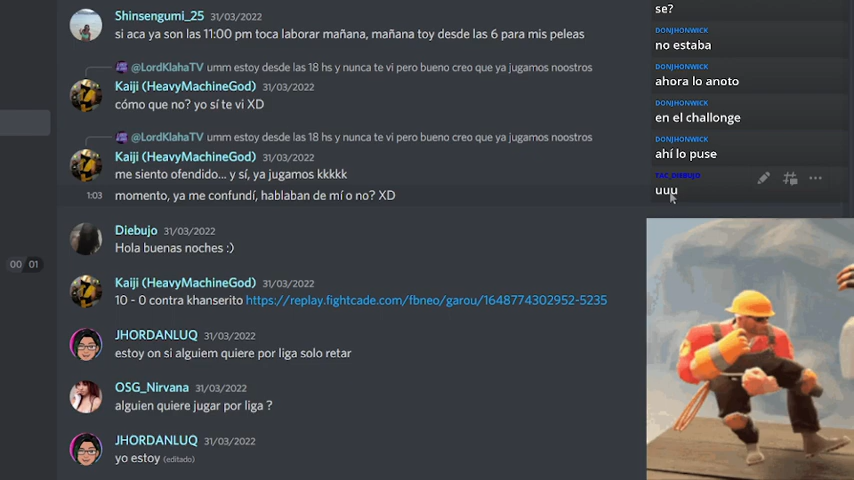 Shinsengumi_25 31/03/2022
si aca ya son las 11:00 pm toca laborar mañana, mañana toy desde las 6 para mis peleas
@LordKlahaTV umm estoy desde las 18 hs y nunca te vi pero bueno creo que ya jugamos noostros
Kaiji (HeavyMachineGod) 31/03/2022
cómo que no? yo sí te vi XD
@LordKlahaTV umm estoy desde las 18 hs y nunca te vi pero bueno creo que ya jugamos noostros
Kaiji (HeavyMachineGod) 31/03/2022
me siento ofendido... y sí, ya jugamos kkkkk
1:03 momento, ya me confundí, hablaban de mí o no? XD
Diebujo 31/03/2022
Hola buenas noches :)
00 01
Kaiji (HeavyMachineGod) 31/03/2022
10 - 0 contra khanserito https://replay.fightcade.com/fbneo/garou/1648774302952-5235
JHORDANLUQ 31/03/2022
estoy on si alguiem quiere por liga solo retar
OSG_Nirvana 31/03/2022
alguien quiere jugar por liga ?
JHORDANLUQ 31/03/2022
yo estoy (editado)
se?
DONJHONWICK
no estaba
DONJHONWICK
ahora lo anoto
DONJHONWICK
en el challonge
DONJHONWICK
ahí lo puse
TAC_DIEBUJO
uuu